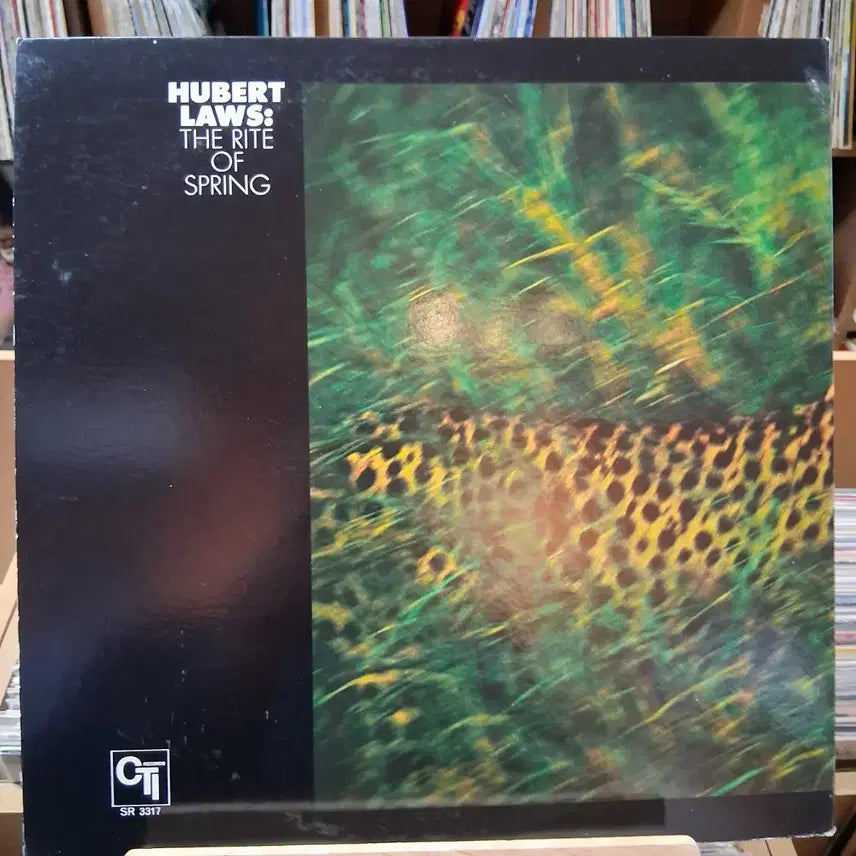 HUBERT
LAWS:
THE RITE
OF
SPRING
CTI
SR 3317